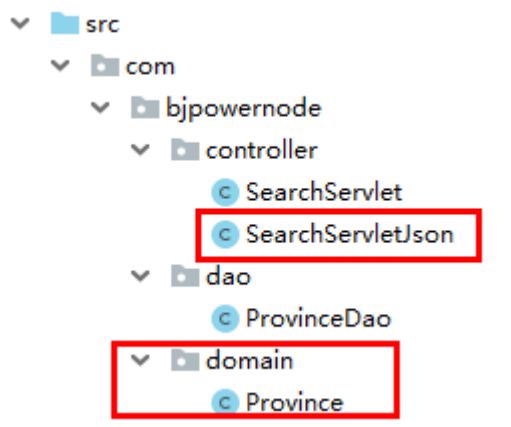 src
com
bjpowernode
controller
C SearchServlet
C SearchServletJson
dao
C ProvinceDao
domain
C Province